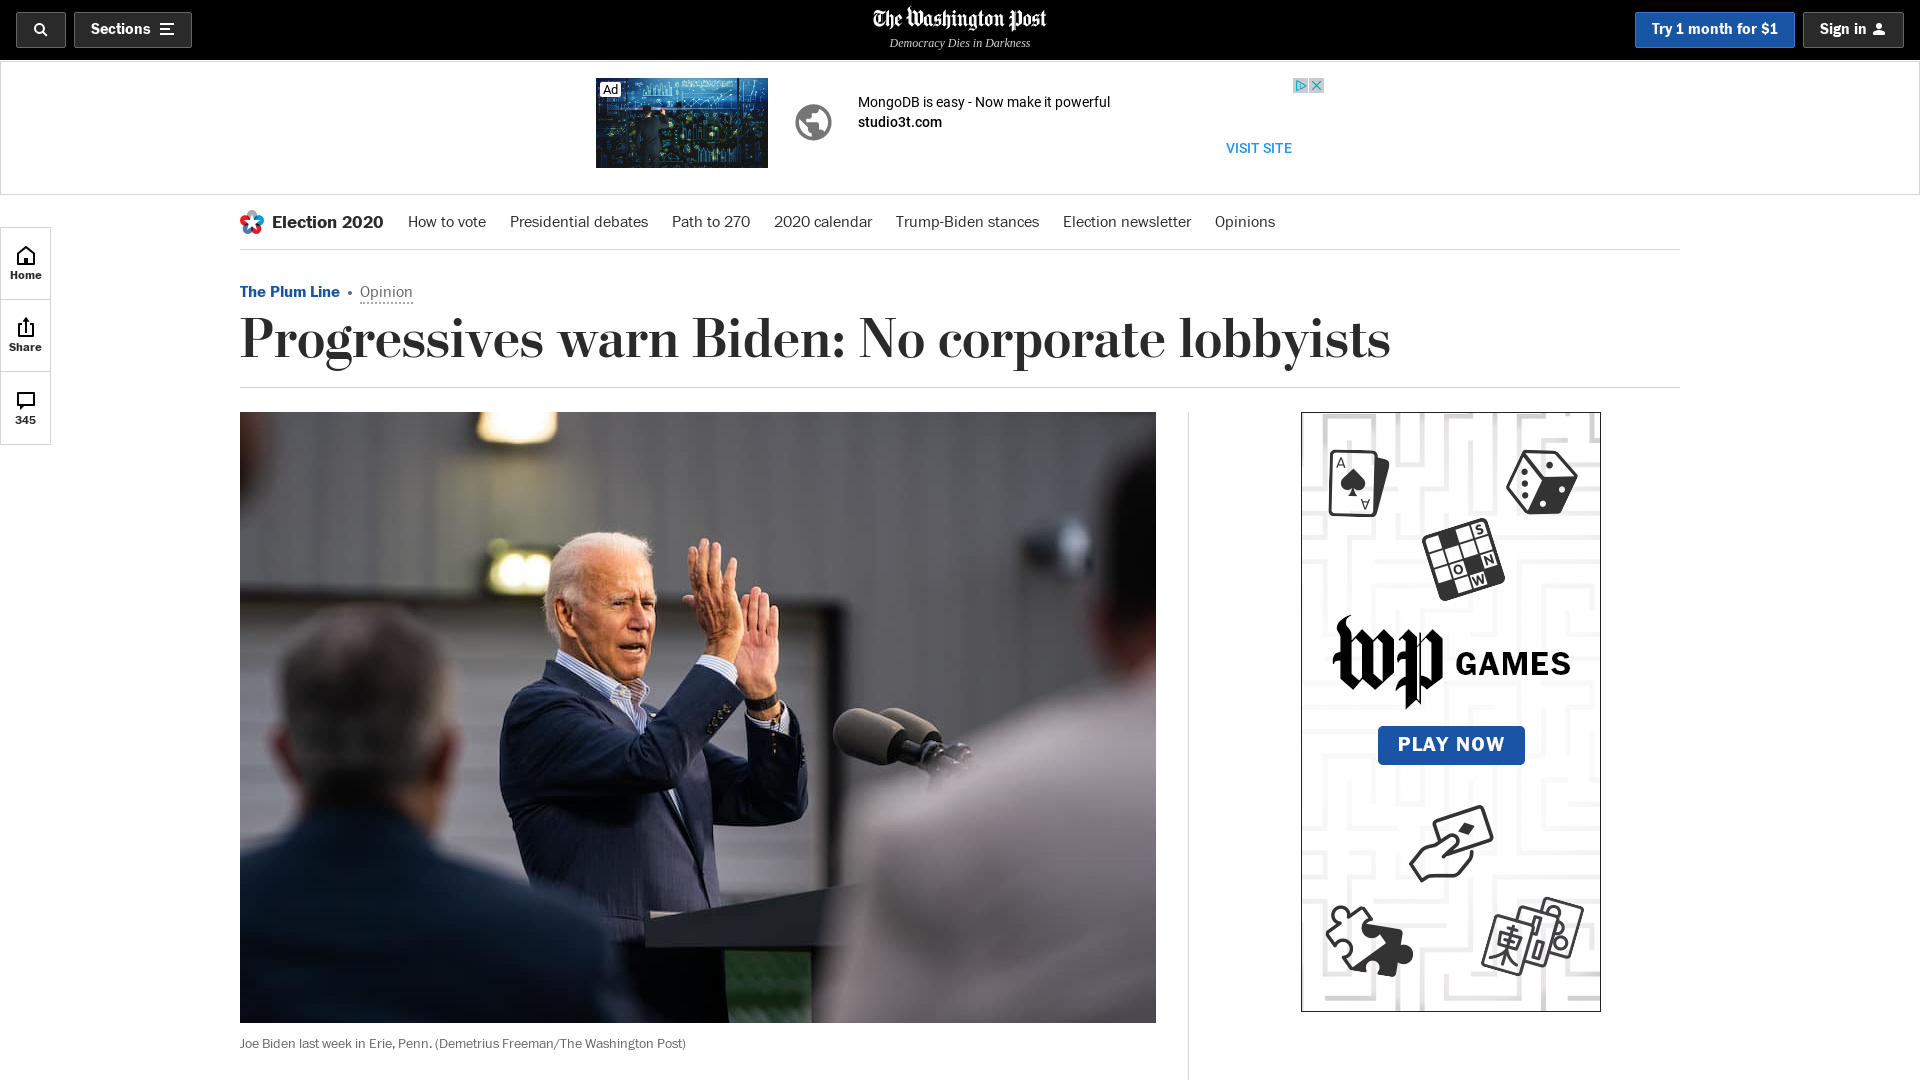 Sections
The Washington Post
Democracy Dies in Darkness
Try 1 month for $1
Sign in
Ad
MongoDB is easy - Now make it powerful
studio3t.com
VISIT SITE
Election 2020
How to vote
Presidential debates
Path to 270
2020 calendar
Trump-Biden stances
Election newsletter
Opinions
Home
Share
345
The Plum Line • Opinion
Progressives warn Biden: No corporate lobbyists
A
A
S
O N
W
wp GAMES
PLAY NOW
東
Joe Biden last week in Erie, Penn. (Demetrius Freeman/The Washington Post)